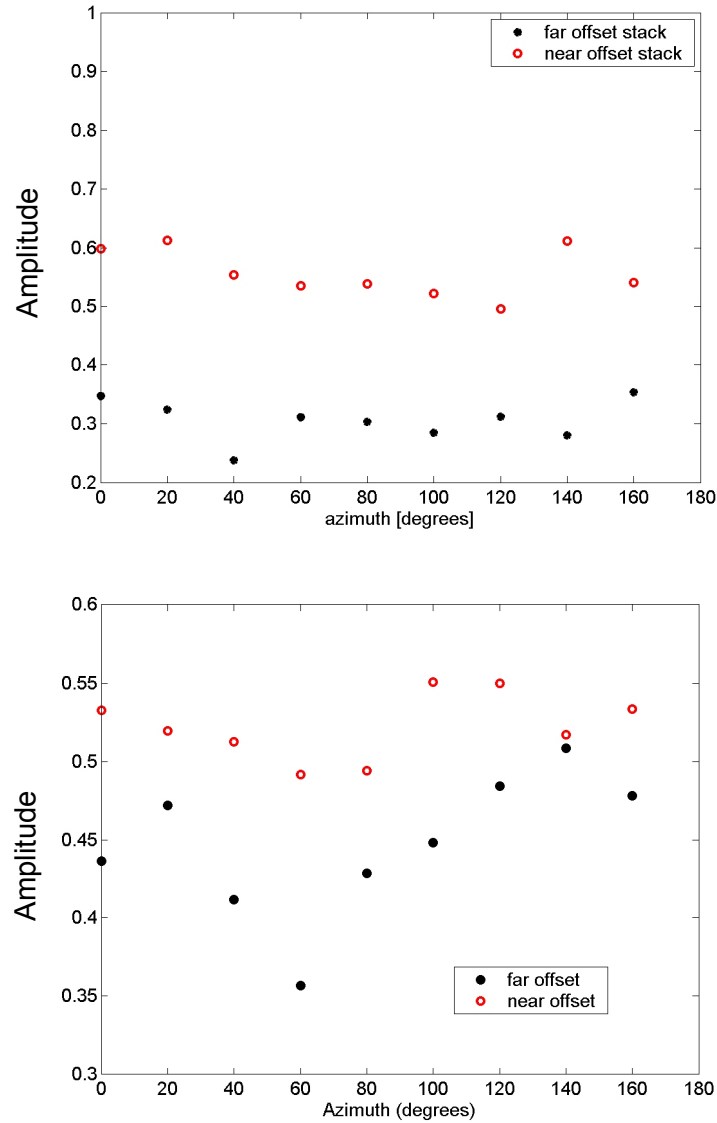 1
far offset stack
near offset stack
0.9
0.8
0.7
0.6
0.5
0.4
0.3
0.2
Amplitude
0 20 40 60 80 100 120 140 160 180
azimuth [degrees]
0.6
0.55
0.5
0.45
0.4
0.35
0.3
Amplitude
far offset
near offset
0 20 40 60 80 100 120 140 160 180
Azimuth (degrees)